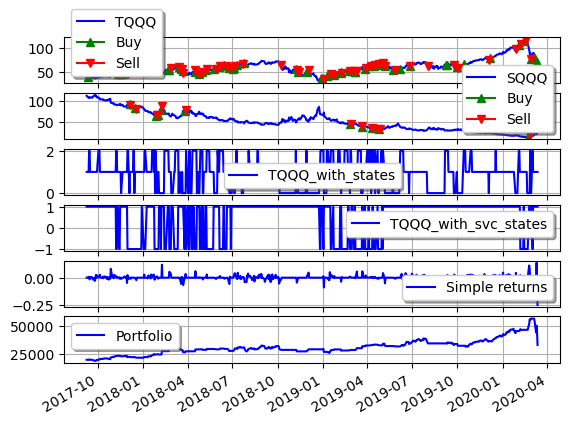 TQQQ
Buy
Sell
100
50
SQQQ
Buy
Sell
100
50
2
0
TQQQ_with_states
1
0
−1
TQQQ_with_svc_states
0.00
−0.25
Simple returns
50000
25000
Portfolio
2017-10
2018-01
2018-04
2018-07
2018-10
2019-01
2019-04
2019-07
2019-10
2020-01
2020-04